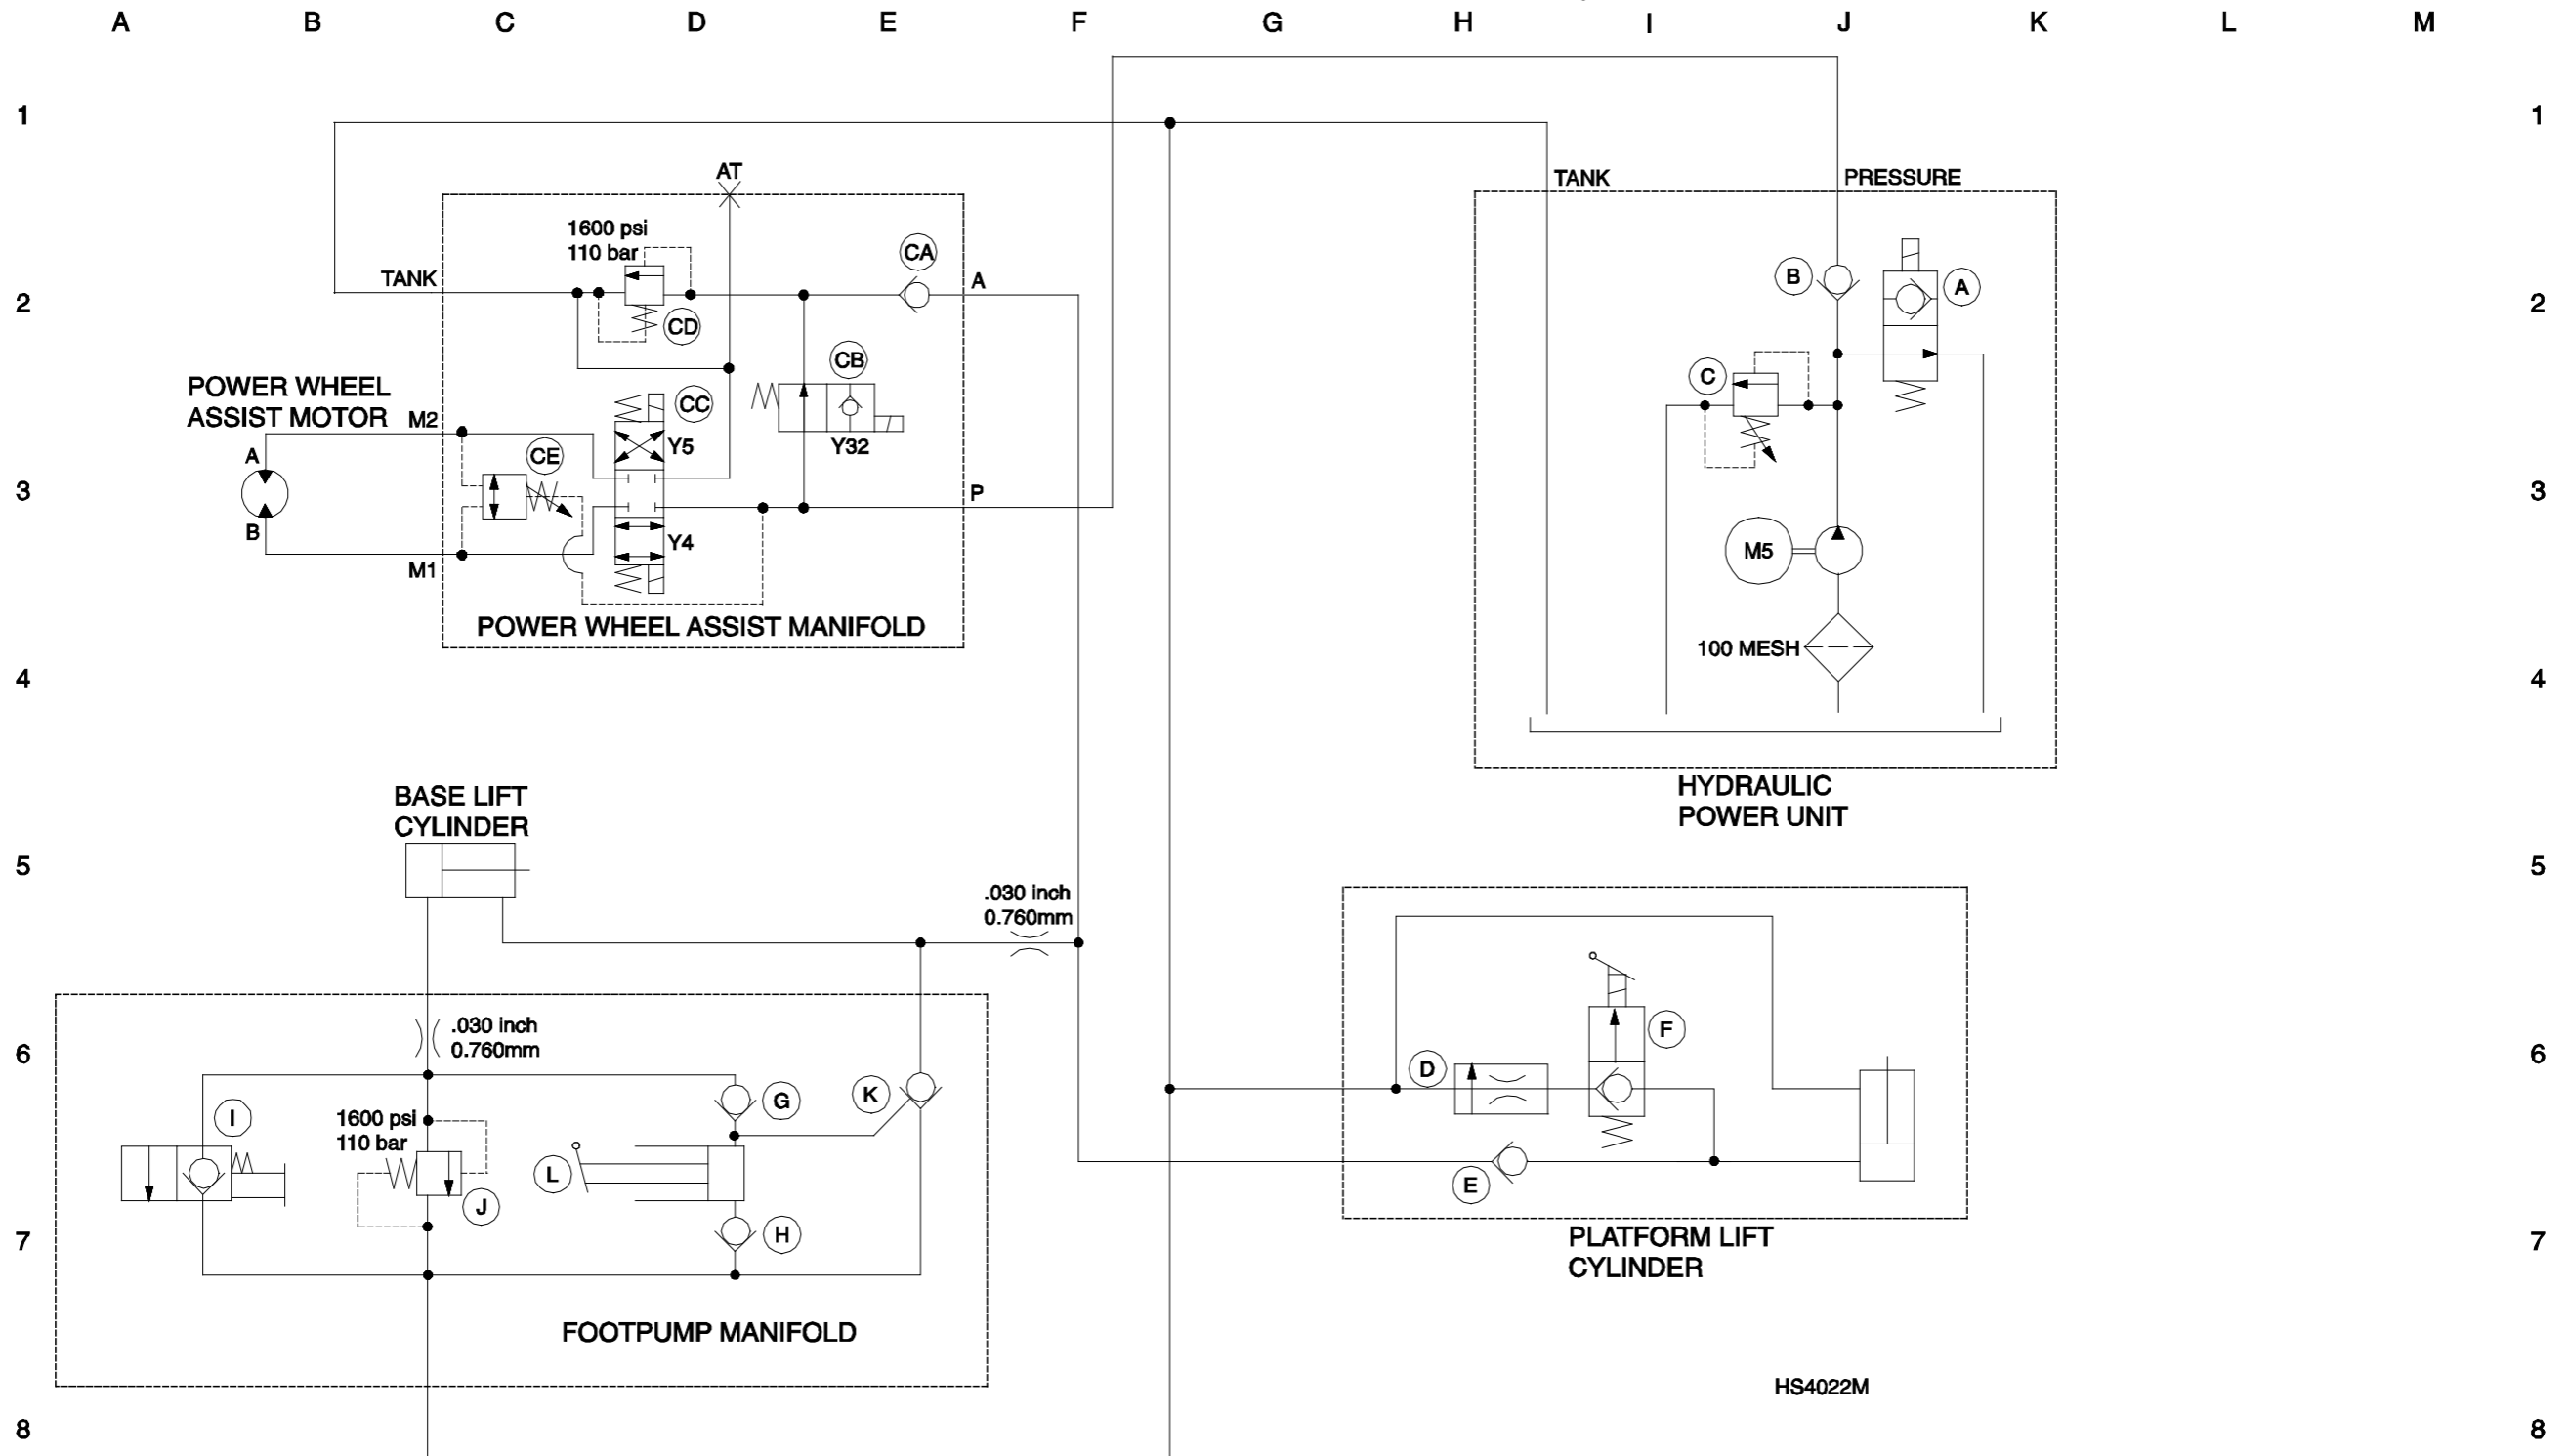 A B C D E F G H I J K L M
1 1
AT
TANK PRESSURE
1600 psi
110 bar
CA
TANK
A
B
A
2 2
CD
CB
C
POWER WHEEL
ASSIST MOTOR
M2
CC
Y5
Y32
A
CE
3 3
P
B
Y4
M1
M5
POWER WHEEL ASSIST MANIFOLD
100 MESH
4 4
HYDRAULIC
POWER UNIT
BASE LIFT
CYLINDER
5 5
.030 inch
0.760mm
.030 inch
0.760mm
F
6 6
D
K
G
I
1600 psi
110 bar
L
E
J
H
7 7
PLATFORM LIFT
CYLINDER
FOOTPUMP MANIFOLD
HS4022M
8 8